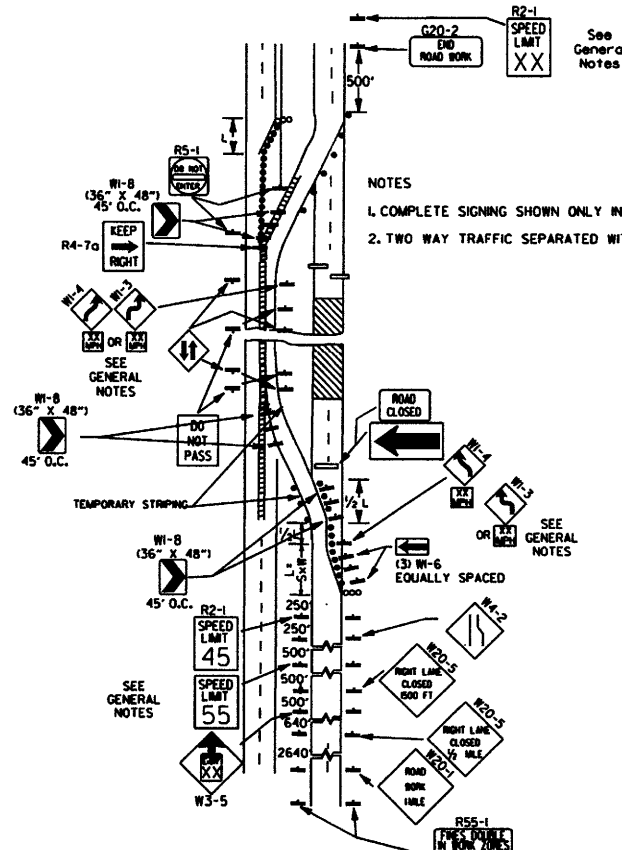 R2-1
SPEED
LIMIT
XX
See
General
Notes
G20-2
END
ROAD WORK
500'
L
R5-1
DO NOT
ENTER
W1-8
(36" X 48")
45' O.C.
R4-7a
KEEP
RIGHT
NOTES
1. COMPLETE SIGNING SHOWN ONLY IN
2. TWO WAY TRAFFIC SEPARATED WIT
W1-4
W1-3
XX
MPH
OR
XX
MPH
SEE
GENERAL
NOTES
W1-8
(36" X 48")
45' O.C.
DO
NOT
PASS
ROAD
CLOSED
W1-4
XX
MPH
W1-3
OR
XX
MPH
SEE
GENERAL
NOTES
TEMPORARY STRIPING
1/2 L
1/2L
L=
SxW
W1-8
(36" X 48")
45' O.C.
(3) W1-6
EQUALLY SPACED
R2-1
SPEED
LIMIT
45
250'
250'
500'
500'
500'
640'
2640'
W4-2
SEE
GENERAL
NOTES
SPEED
LIMIT
55
W20-5
RIGHT LANE
CLOSED
1500 FT
W20-5
RIGHT LANE
CLOSED
1/2 MILE
XX
W3-5
W20-1
ROAD
WORK
1 MILE
R55-1
FINES DOUBLE
IN WORK ZONES